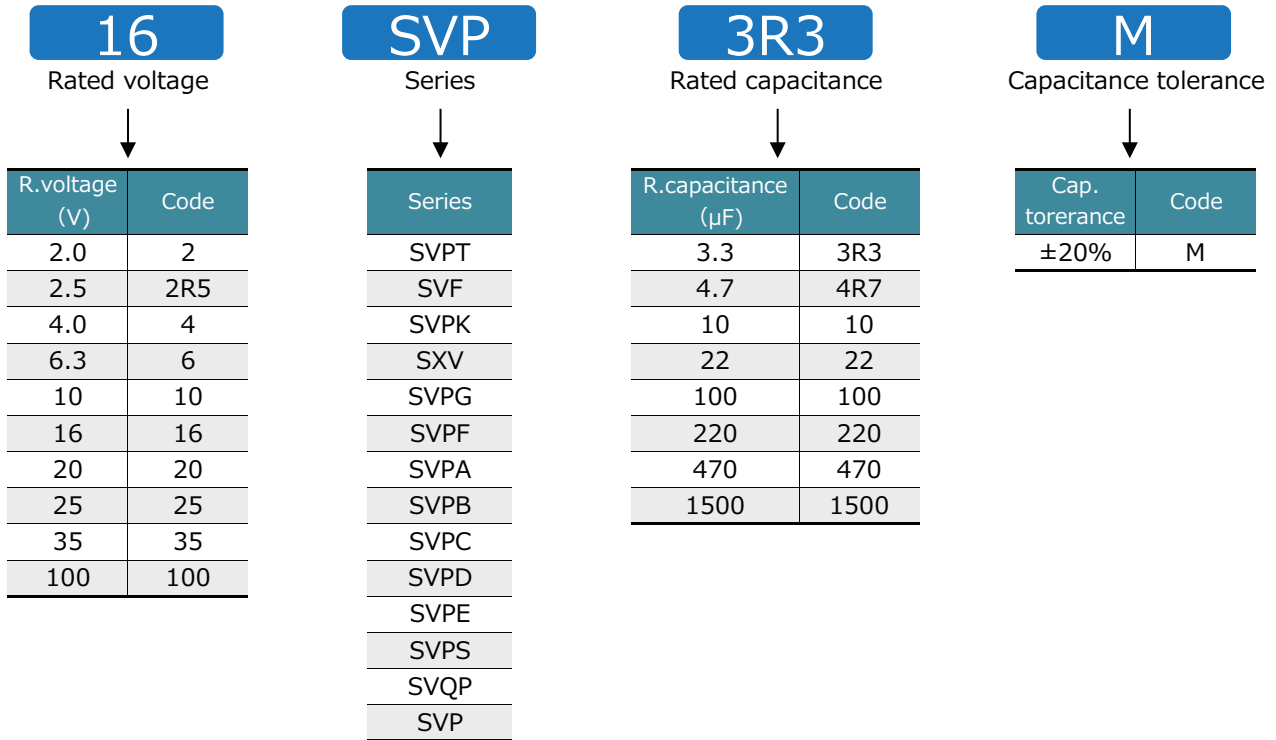 16 SVP 3R3 M
Rated voltage Series Rated capacitance Capacitance tolerance
R.voltage
(V) Code
2.0 2
2.5 2R5
4.0 4
6.3 6
10 10
16 16
20 20
25 25
35 35
100 100
Series
SVPT
SVF
SVPK
SXV
SVPG
SVPF
SVPA
SVPB
SVPC
SVPD
SVPE
SVPS
SVQP
SVP
R.capacitance
(μF) Code
3.3 3R3
4.7 4R7
10 10
22 22
100 100
220 220
470 470
1500 1500
Cap.
torerance Code
±20% M